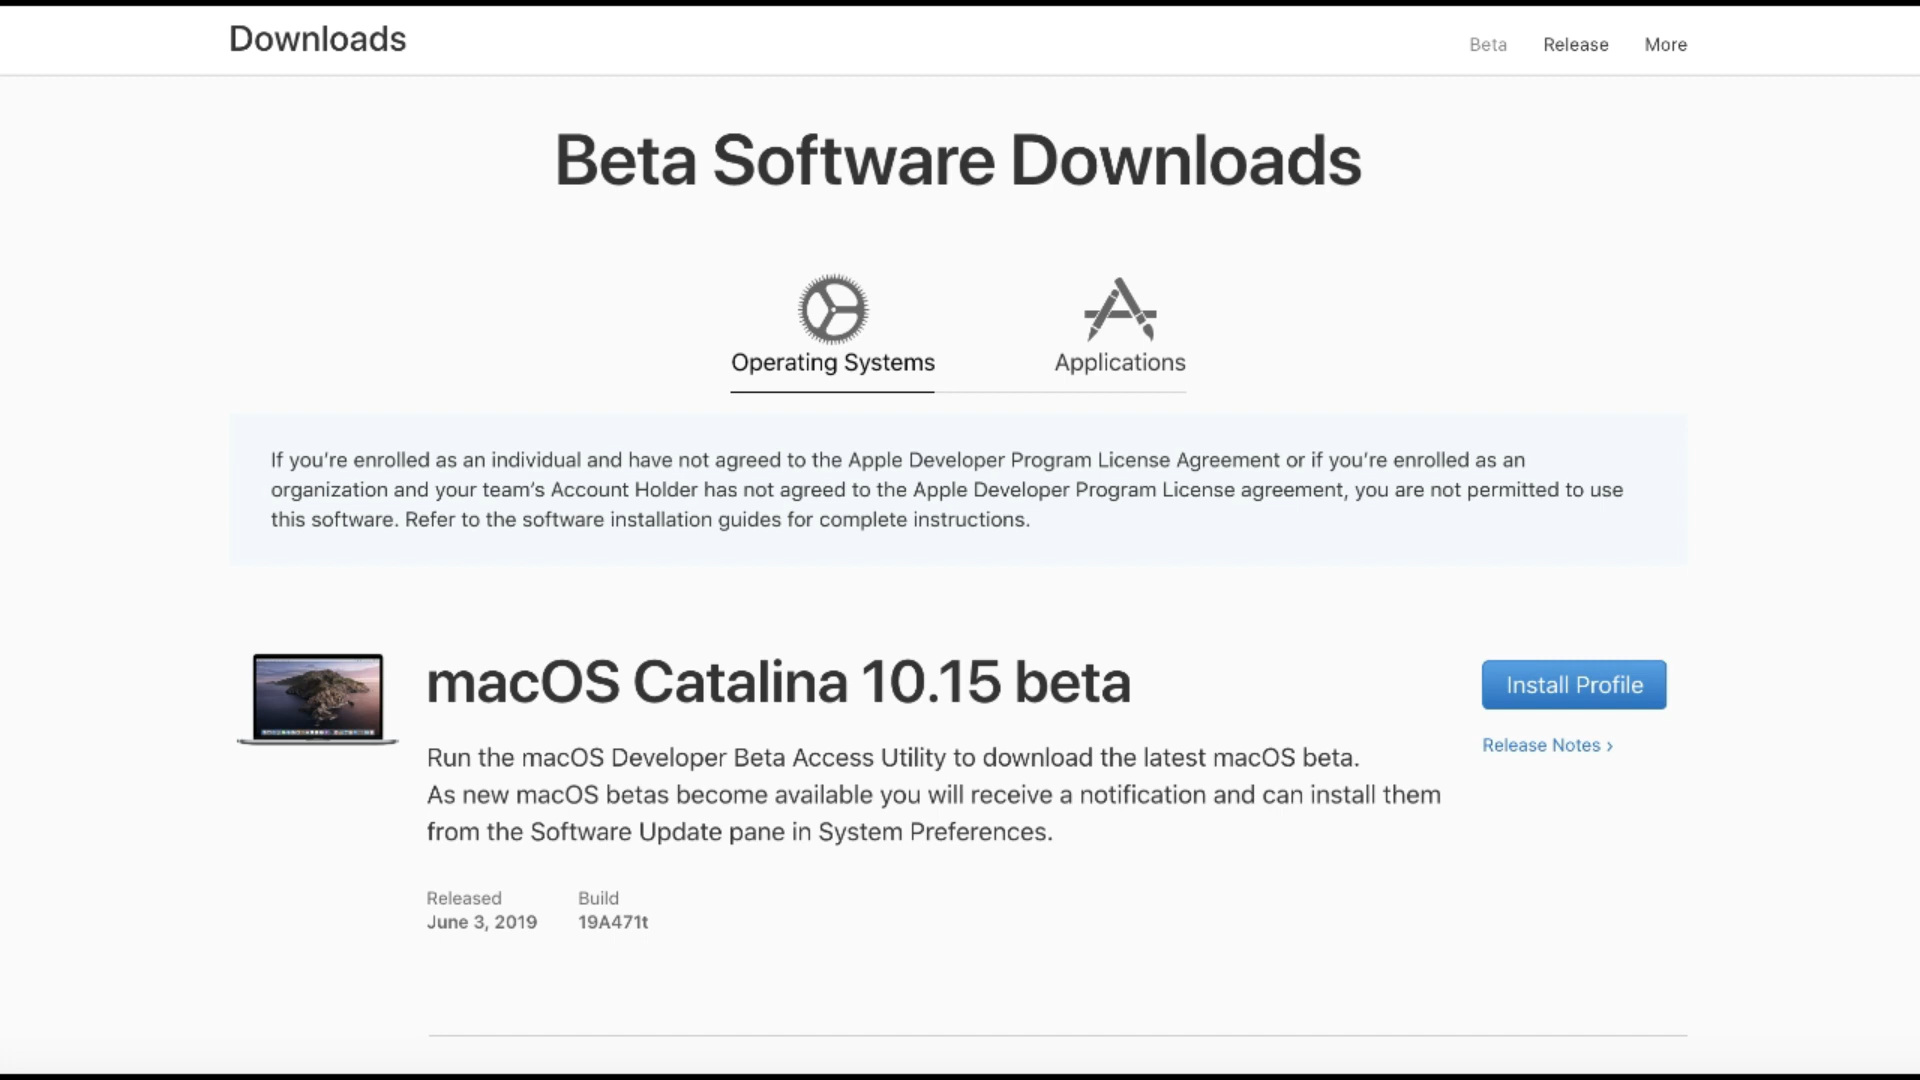 Downloads
Beta
Release
More
Beta Software Downloads
Operating Systems
Applications
If you’re enrolled as an individual and have not agreed to the Apple Developer Program License Agreement or if you’re enrolled as an
organization and your team’s Account Holder has not agreed to the Apple Developer Program License agreement, you are not permitted to use
this software. Refer to the software installation guides for complete instructions.
macOS Catalina 10.15 beta
Install Profile
Release Notes ›
Run the macOS Developer Beta Access Utility to download the latest macOS beta.
As new macOS betas become available you will receive a notification and can install them
from the Software Update pane in System Preferences.
Released
Build
June 3, 2019
19A471t